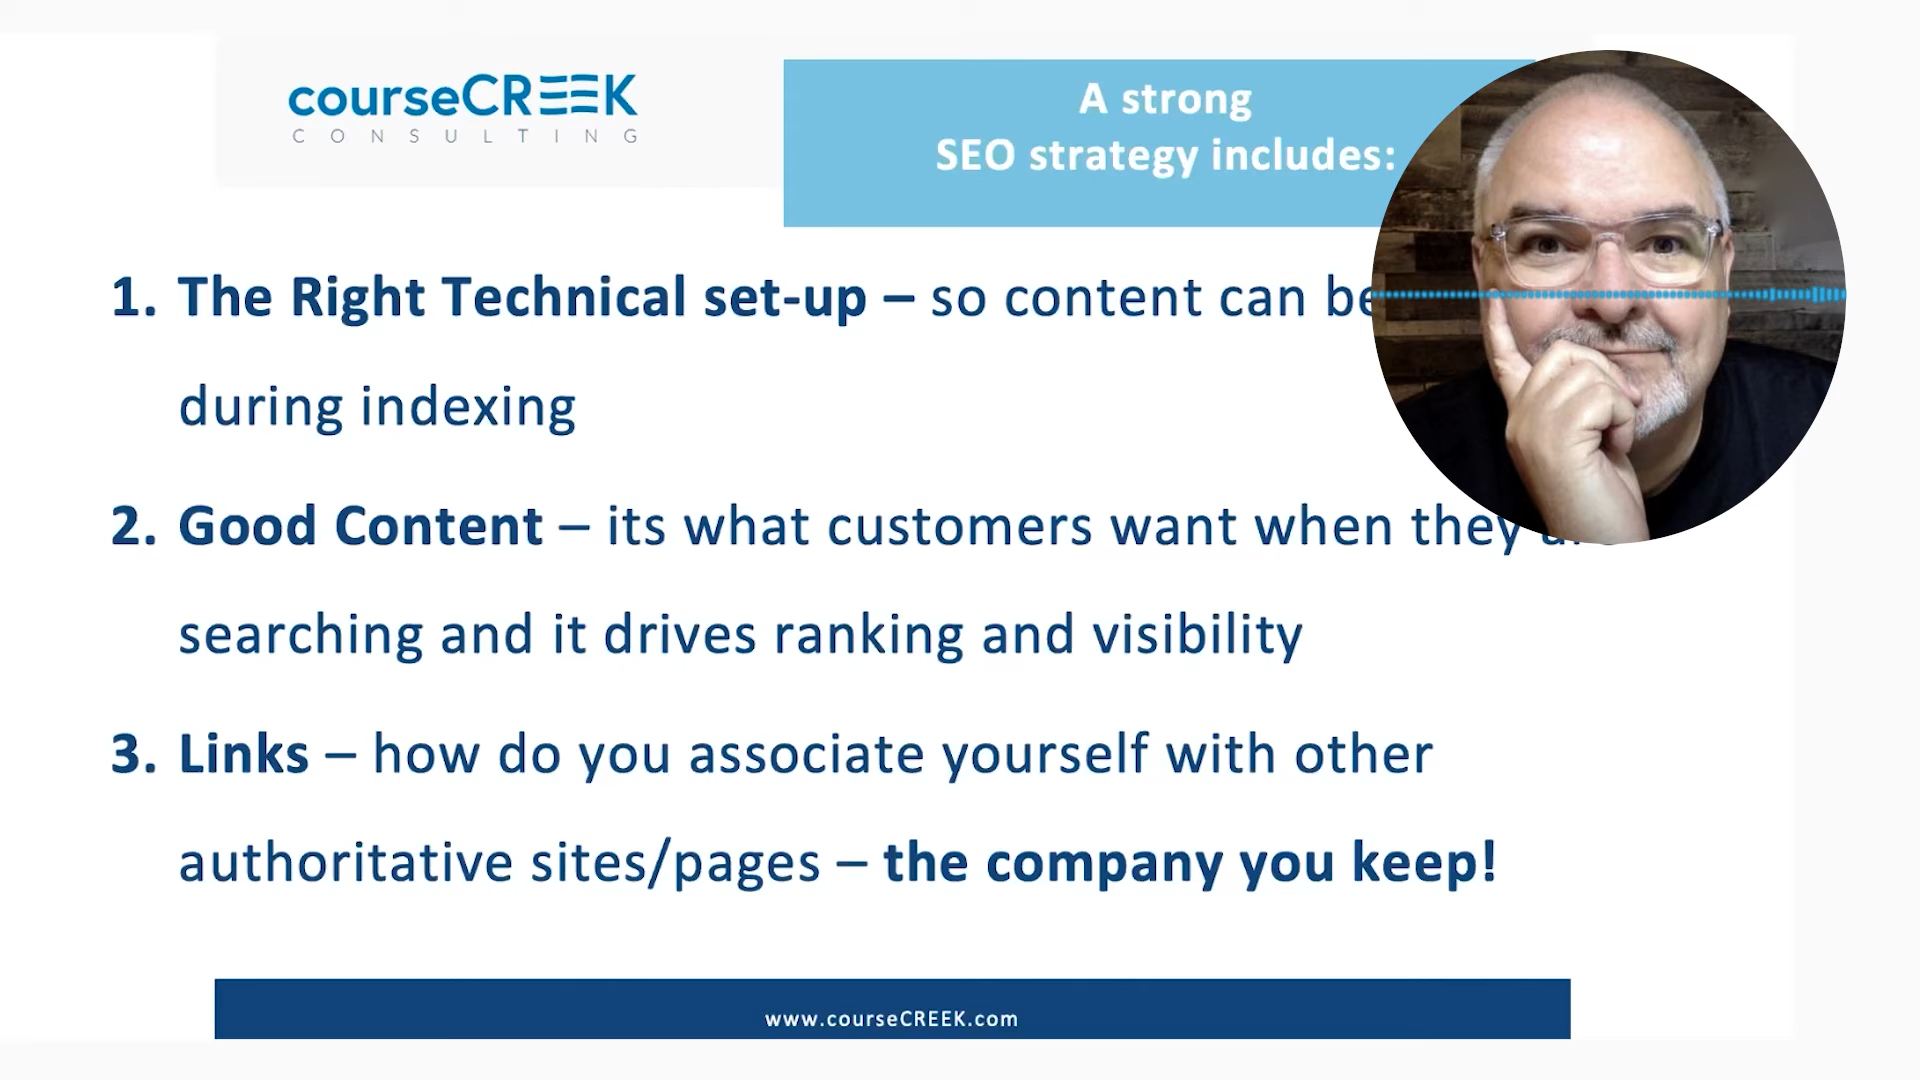 courseCREEK
CONSULTING
A strong
SEO strategy includes:
1. The Right Technical set-up – so content can be
during indexing
2. Good Content – its what customers want when they
searching and it drives ranking and visibility
3. Links – how do you associate yourself with other
authoritative sites/pages – the company you keep!
www.courseCREEK.com